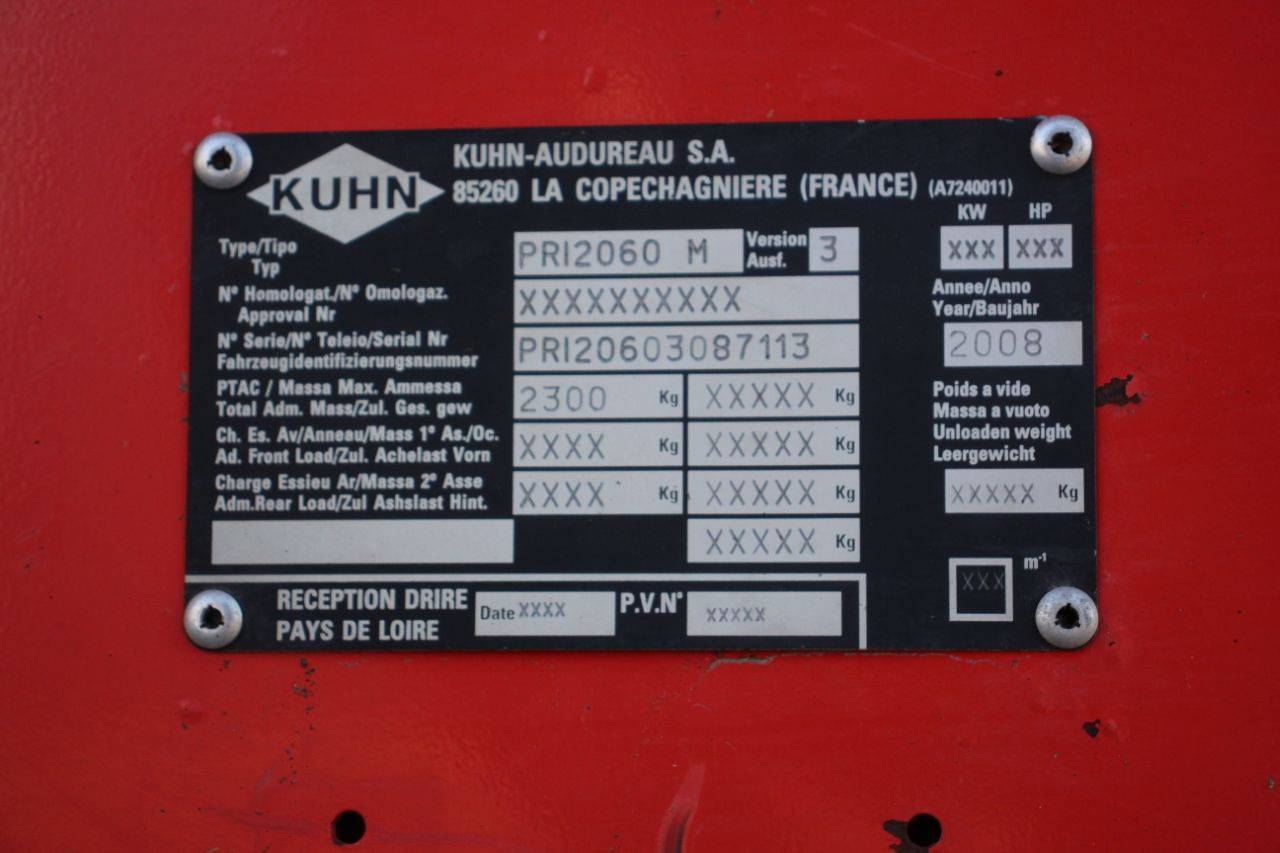 KUHN
KUHN-AUDUREAU S.A.
85260 LA COPECHAGNIERE (FRANCE) (A7240011)
KW HP
XXX XXX
Type/Tipo
Typ
PRI2060 M
Version
Ausf.
3
N° Homologat./N° Omologaz.
Approval Nr
XXXXXXXXXX
Annee/Anno
Year/Baujahr
2008
N° Serie/N° Teleio/Serial Nr
Fahrzeugidentifizierungsnummer
PRI20603087113
PTAC / Massa Max. Ammessa
Total Adm. Mass/Zul. Ges. gew
2300 Kg XXXXX Kg
Poids a vide
Massa a vuoto
Unloaden weight
Leergewicht
XXXXX Kg
Ch. Es. Av/Anneau/Mass 1° As./Oc.
Ad. Front Load/Zul. Achelast Vorn
XXXX Kg XXXXX Kg
Charge Essieu Ar/Massa 2° Asse
Adm.Rear Load/Zul Ashslast Hint.
XXXX Kg XXXXX Kg
XXXXX Kg
XXX m-1
RECEPTION DRIRE
PAYS DE LOIRE
Date XXXX
P.V.N°
XXXXX